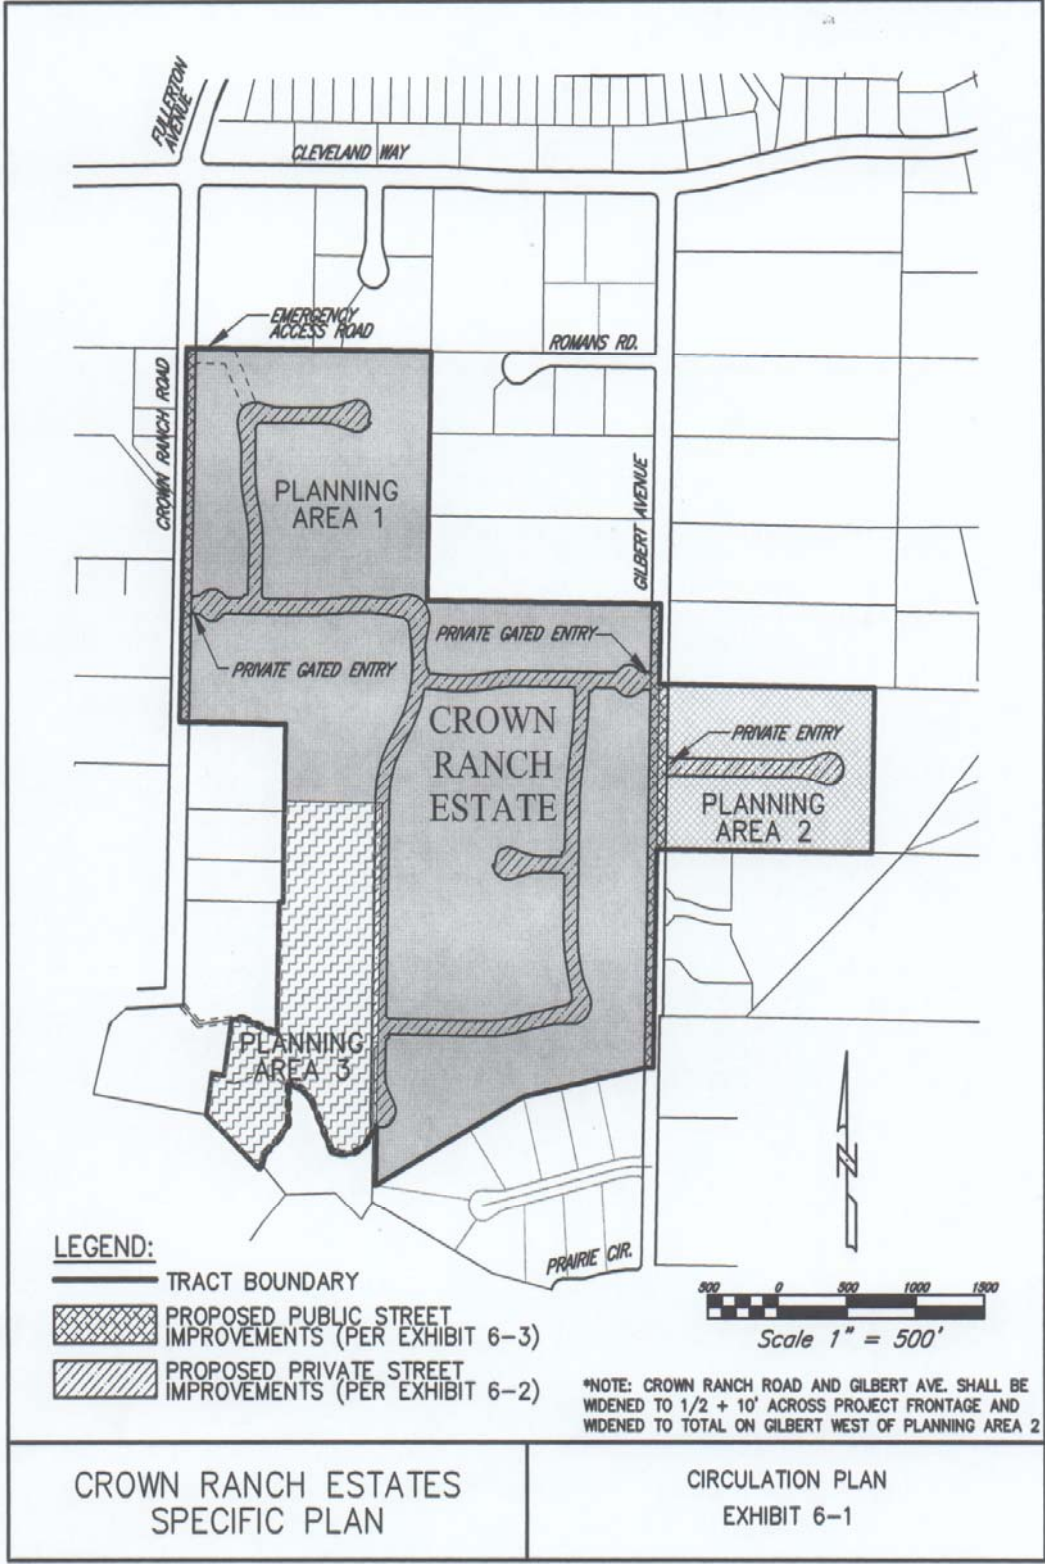 FULLERTON
AVENUE
CLEVELAND WAY
EMERGENCY
ACCESS ROAD
ROMANS RD.
CROWN RANCH ROAD
GILBERT AVENUE
PLANNING
AREA 1
PRIVATE GATED ENTRY
PRIVATE GATED ENTRY
CROWN
RANCH
ESTATE
PRIVATE ENTRY
PLANNING
AREA 2
PLANNING
AREA 3
PRAIRIE CIR.
N
LEGEND:
TRACT BOUNDARY
PROPOSED PUBLIC STREET
IMPROVEMENTS (PER EXHIBIT 6-3)
PROPOSED PRIVATE STREET
IMPROVEMENTS (PER EXHIBIT 6-2)
500 0 500 1000 1500
Scale 1" = 500'
*NOTE: CROWN RANCH ROAD AND GILBERT AVE. SHALL BE
WIDENED TO 1/2 + 10' ACROSS PROJECT FRONTAGE AND
WIDENED TO TOTAL ON GILBERT WEST OF PLANNING AREA 2
CROWN RANCH ESTATES
SPECIFIC PLAN
CIRCULATION PLAN
EXHIBIT 6-1